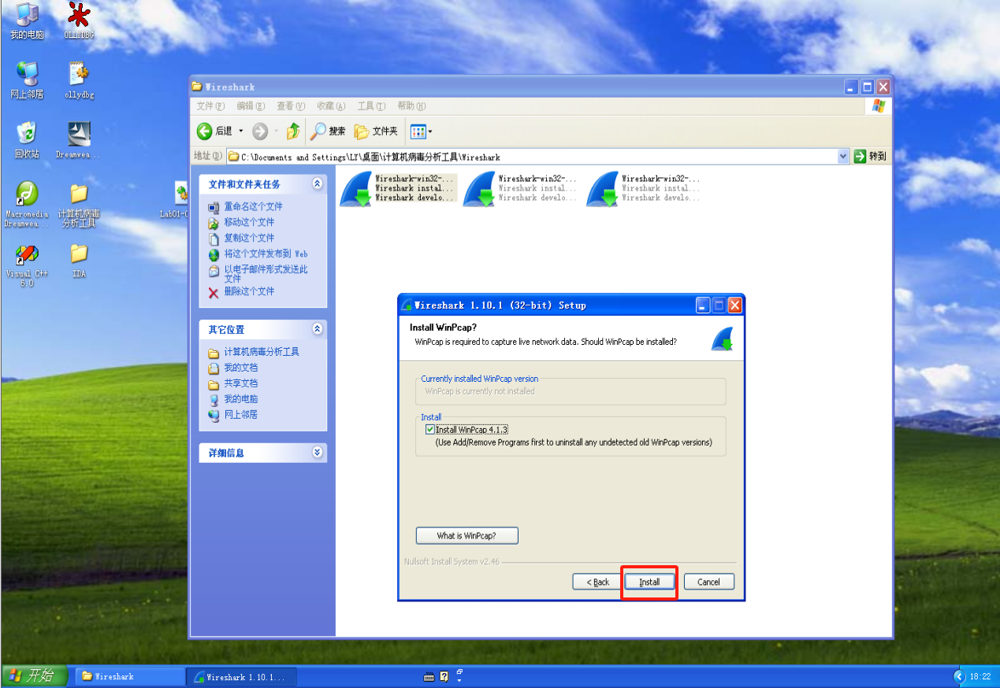 我的电脑
OLLYDBG
网上邻居
ollydbg
回收站
Dreamwea...
Macromedia
Dreamwea...
计算机病毒
分析工具
Lab01-0
Visual C++
6.0
IDA
Wireshark
文件(F) 编辑(E) 查看(V) 收藏(A) 工具(T) 帮助(H)
后退 搜索 文件夹
地址(D) C:\Documents and Settings\LY\桌面\计算机病毒分析工具\Wireshark 转到
文件和文件夹任务
重命名这个文件
移动这个文件
复制这个文件
将这个文件发布到 Web
以电子邮件形式发送此
文件
删除这个文件
其它位置
计算机病毒分析工具
我的文档
共享文档
我的电脑
网上邻居
详细信息
Wireshark-win32-...
Wireshark instal...
Wireshark develo...
Wireshark-win32-...
Wireshark instal...
Wireshark develo...
Wireshark-win32-...
Wireshark instal...
Wireshark develo...
Wireshark 1.10.1 (32-bit) Setup
Install WinPcap?
WinPcap is required to capture live network data. Should WinPcap be installed?
Currently installed WinPcap version
WinPcap is currently not installed
Install
Install WinPcap 4.1.3
(Use Add/Remove Programs first to uninstall any undetected old WinPcap versions)
What is WinPcap?
Nullsoft Install System v2.46
< Back Install Cancel
开始 Wireshark Wireshark 1.10.1... 18:22